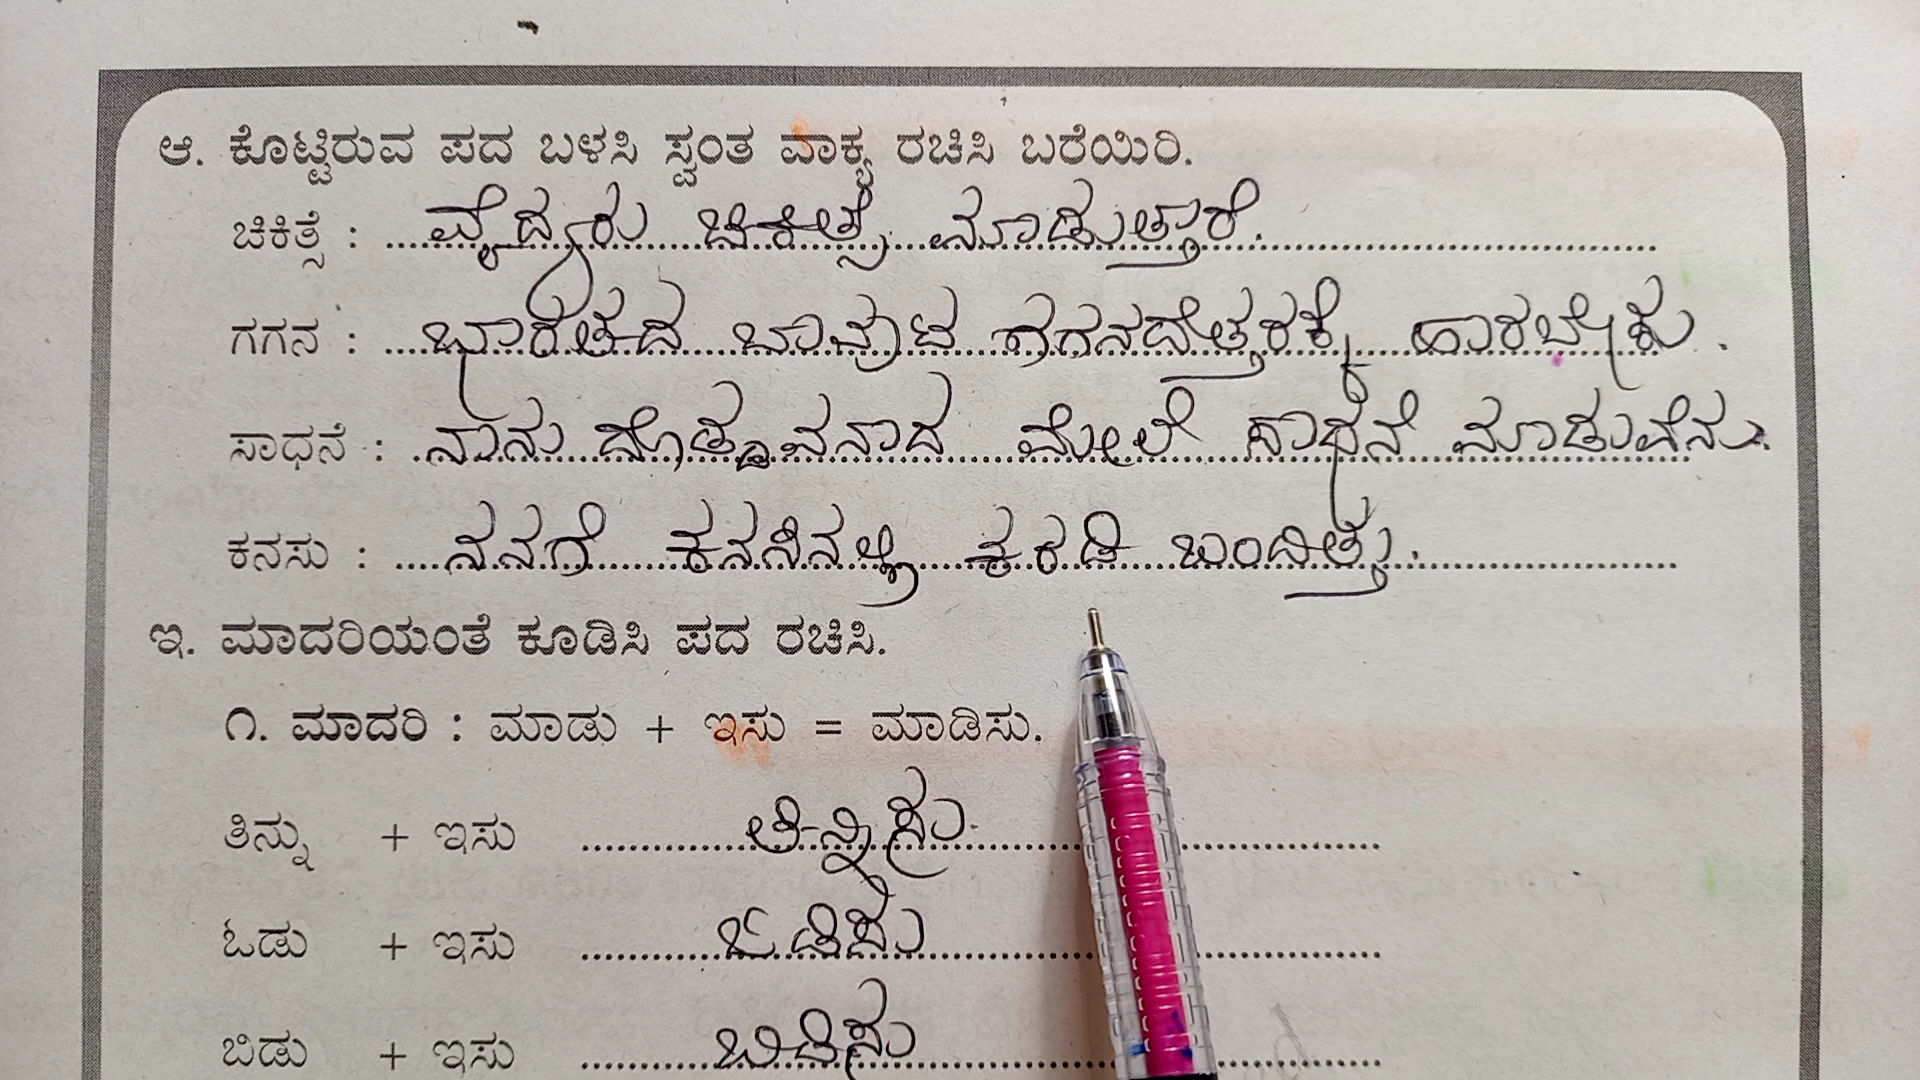 ಆ. ಕೊಟ್ಟಿರುವ ಪದ ಬಳಸಿ ಸ್ವಂತ ವಾಕ್ಯ ರಚಿಸಿ ಬರೆಯಿರಿ.
ಚಿಕಿತ್ಸೆ : ವೈದ್ಯರು ಚಿಕಿತ್ಸೆ ಮಾಡುತ್ತಾರೆ.
ಗಗನ : ಭಾರತದ ಬಾವುಟ ಗಗನದೆತ್ತರಕ್ಕೆ ಹಾರಬೇಕು.
ಸಾಧನೆ : ನಾನು ದೊಡ್ಡವನಾದ ಮೇಲೆ ಸಾಧನೆ ಮಾಡುವೆನು.
ಕನಸು : ನನಗೆ ಕನಸಿನಲ್ಲಿ ಕರಡಿ ಬಂದಿತ್ತು.
ಇ. ಮಾದರಿಯಂತೆ ಕೂಡಿಸಿ ಪದ ರಚಿಸಿ.
೧. ಮಾದರಿ : ಮಾಡು + ಇಸು = ಮಾಡಿಸು.
ತಿನ್ನು + ಇಸು ತಿನ್ನಿಸು
ಓಡು + ಇಸು ಓಡಿಸು
ಬಿಡು + ಇಸು ಬಿಡಿಸು